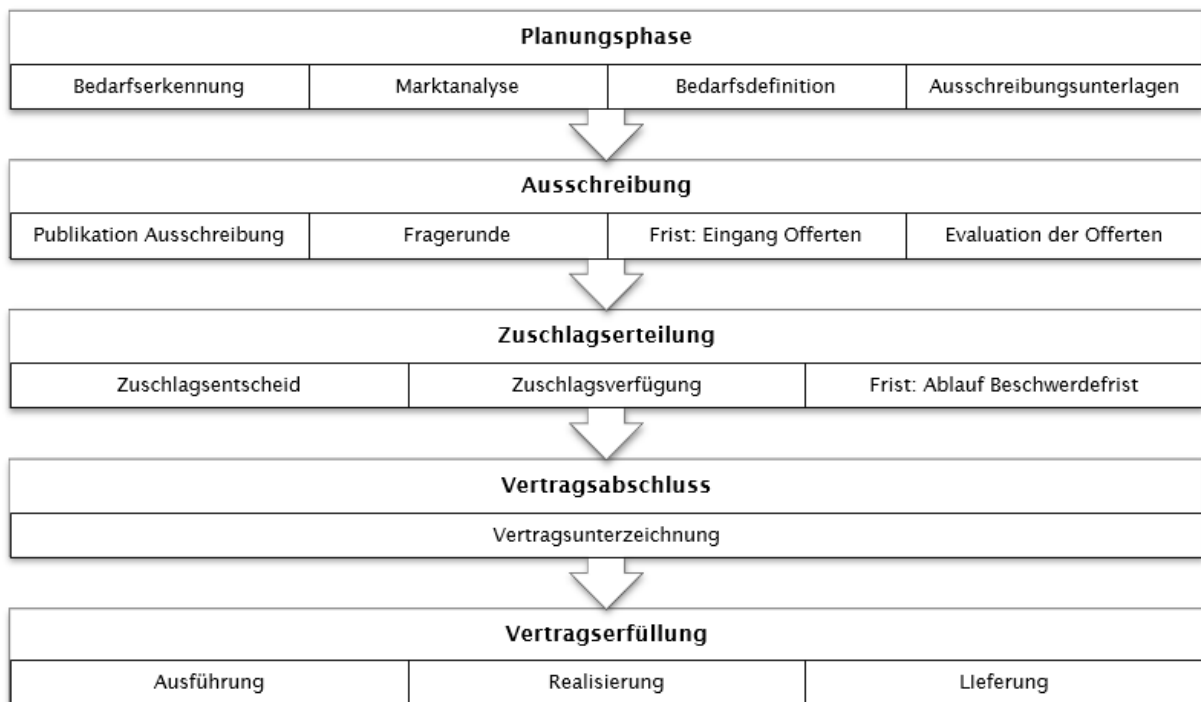 Planungsphase
Bedarfserkennung Marktanalyse Bedarfsdefinition Ausschreibungsunterlagen
Ausschreibung
Publikation Ausschreibung Fragerunde Frist: Eingang Offerten Evaluation der Offerten
Zuschlagserteilung
Zuschlagsentscheid Zuschlagsverfügung Frist: Ablauf Beschwerdefrist
Vertragsabschluss
Vertragsunterzeichnung
Vertragserfüllung
Ausführung Realisierung LIeferung